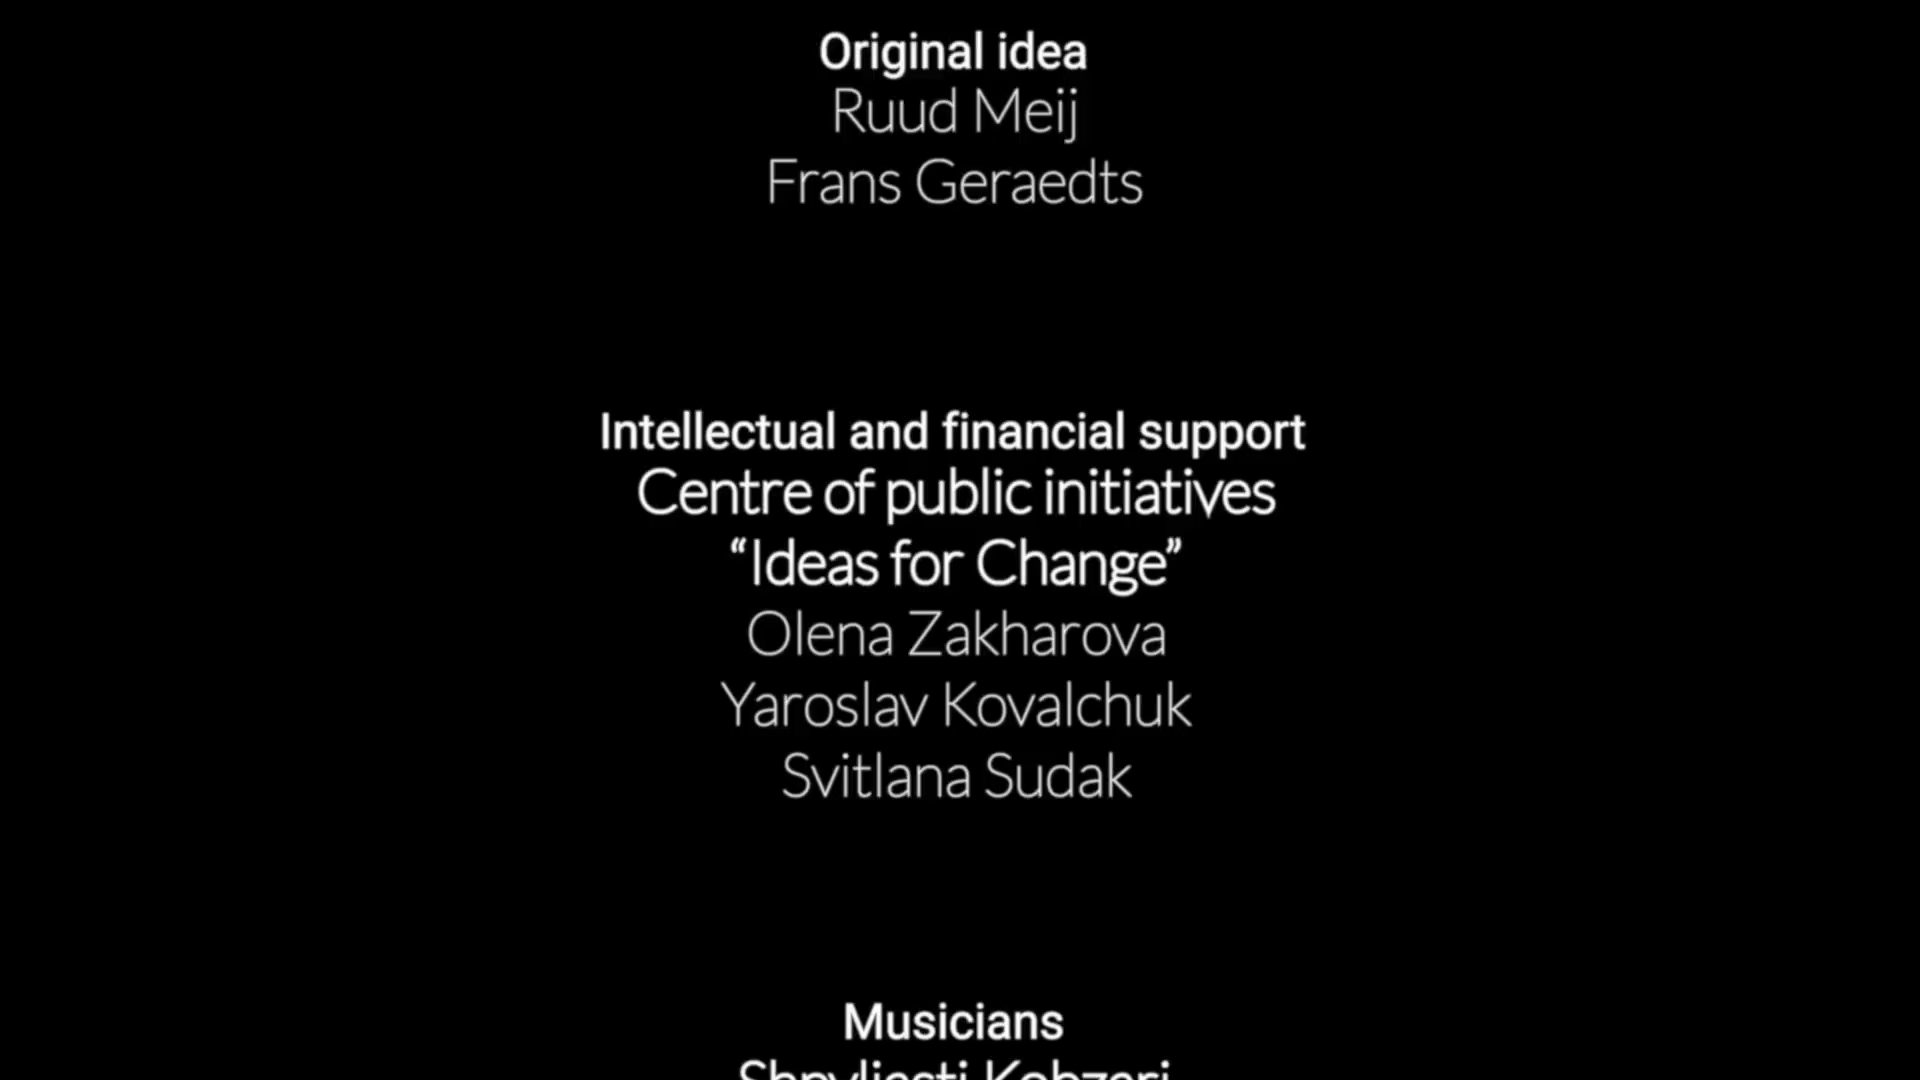 Original idea
Ruud Meij
Frans Geraedts
Intellectual and financial support
Centre of public initiatives
“Ideas for Change”
Olena Zakharova
Yaroslav Kovalchuk
Svitlana Sudak
Musicians